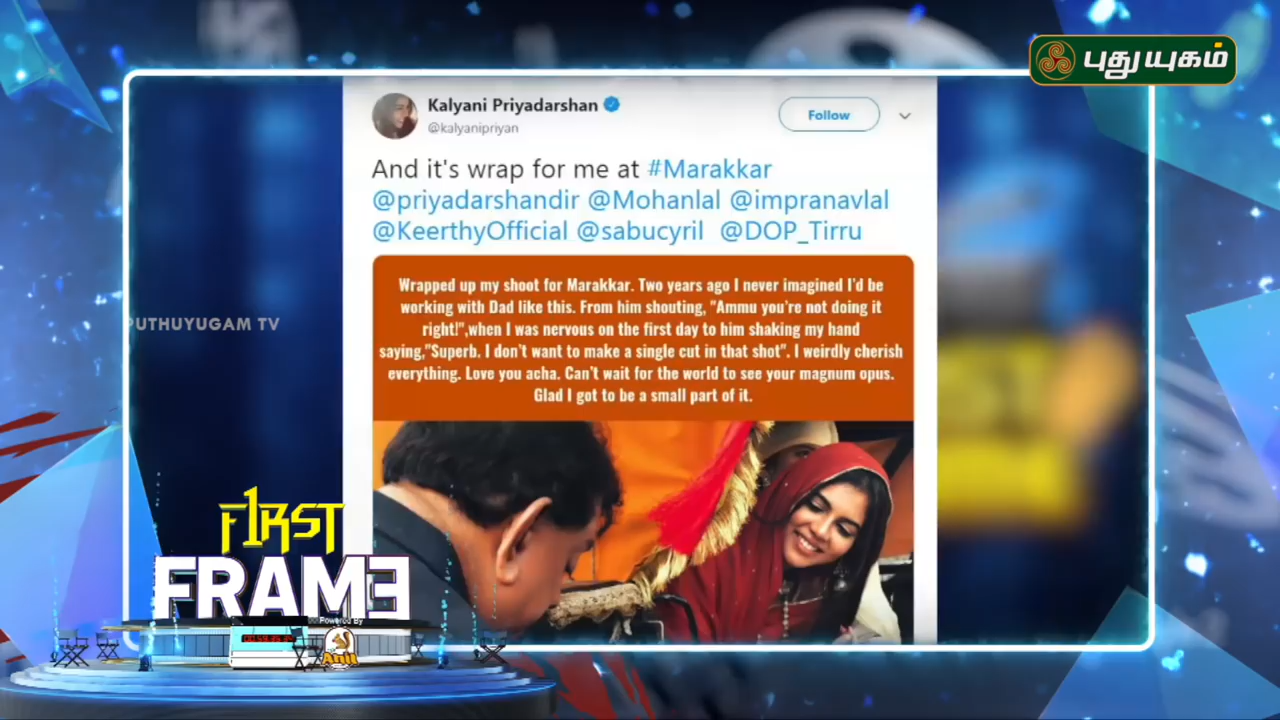 புதுயுகம்
Kalyani Priyadarshan
@kalyanipriyan
Follow
And it's wrap for me at #Marakkar
@priyadarshandir @Mohanlal @impranavlal
@KeerthyOfficial @sabucyril @DOP_Tirru
Wrapped up my shoot for Marakkar. Two years ago I never imagined I'd be
working with Dad like this. From him shouting, "Ammu you're not doing it
right!",when I was nervous on the first day to him shaking my hand
saying,"Superb. I don't want to make a single cut in that shot". I weirdly cherish
everything. Love you acha. Can't wait for the world to see your magnum opus.
Glad I got to be a small part of it.
PUTHUYUGAM TV
F1RST
FRAME
Powered By
Anil